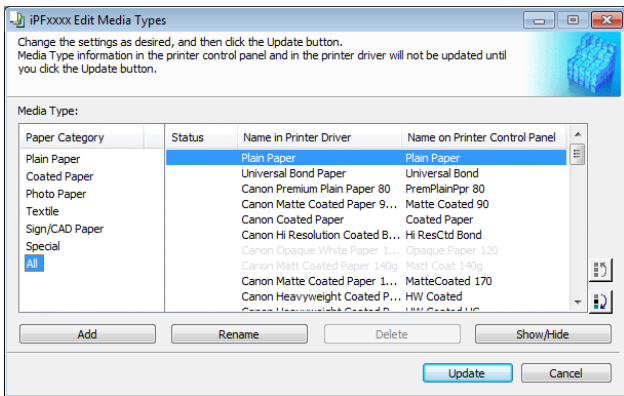 iPFxxxx Edit Media Types
Change the settings as desired, and then click the Update button.
Media Type information in the printer control panel and in the printer driver will not be updated until
you click the Update button.
Media Type:
Paper Category Status Name in Printer Driver Name on Printer Control Panel
Plain Paper Plain Paper Plain Paper
Coated Paper Universal Bond Paper Universal Bond
Photo Paper Canon Premium Plain Paper 80 PremPlainPpr 80
Textile Canon Matte Coated Paper 9... Matte Coated 90
Sign/CAD Paper Canon Coated Paper Coated Paper
Special Canon Hi Resolution Coated B... Hi ResCtd Bond
All Canon Opaque White Paper 1... Opaque Paper 120
Canon Matt Coated Paper 140g Matt Coat 140g
Canon Matte Coated Paper 1... MatteCoated 170
Canon Heavyweight Coated P... HW Coated
Add Rename Delete Show/Hide
Update Cancel